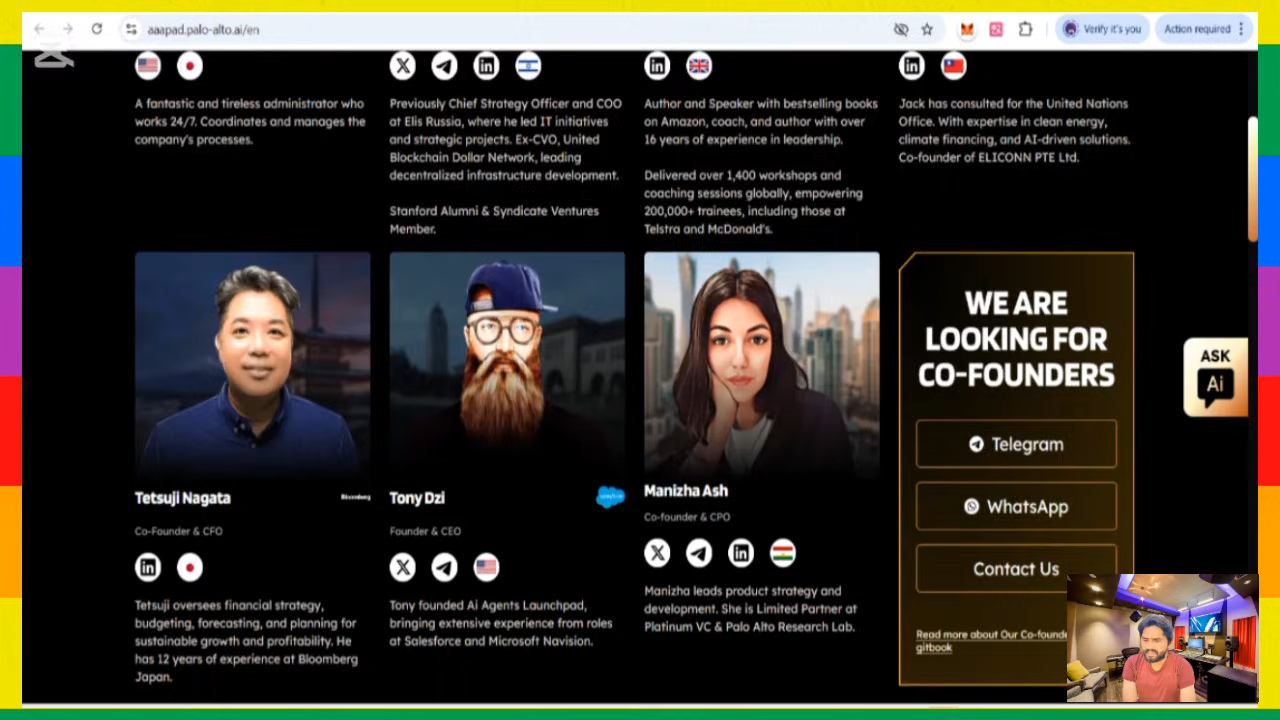 aaapad.palo-alto.ai/en
Verify it's you
Action required
A fantastic and tireless administrator who
works 24/7. Coordinates and manages the
company's processes.
Previously Chief Strategy Officer and COO
at Elis Russia, where he led IT initiatives
and strategic projects. Ex-CVO, United
Blockchain Dollar Network, leading
decentralized infrastructure development.
Stanford Alumni & Syndicate Ventures
Member.
Author and Speaker with bestselling books
on Amazon, coach, and author with over
16 years of experience in leadership.
Delivered over 1,400 workshops and
coaching sessions globally, empowering
200,000+ trainees, including those at
Telstra and McDonald's.
Jack has consulted for the United Nations
Office. With expertise in clean energy,
climate financing, and AI-driven solutions.
Co-founder of ELICONN PTE Ltd.
Tetsuji Nagata
Bloomberg
Co-Founder & CFO
Tetsuji oversees financial strategy,
budgeting, forecasting, and planning for
sustainable growth and profitability. He
has 12 years of experience at Bloomberg
Japan.
Tony Dzi
salesforce
Founder & CEO
Tony founded Ai Agents Launchpad,
bringing extensive experience from roles
at Salesforce and Microsoft Navision.
Manizha Ash
Co-founder & CPO
Manizha leads product strategy and
development. She is Limited Partner at
Platinum VC & Palo Alto Research Lab.
WE ARE
LOOKING FOR
CO-FOUNDERS
Telegram
WhatsApp
Contact Us
Read more about Our Co-founde
gitbook
ASK
Ai